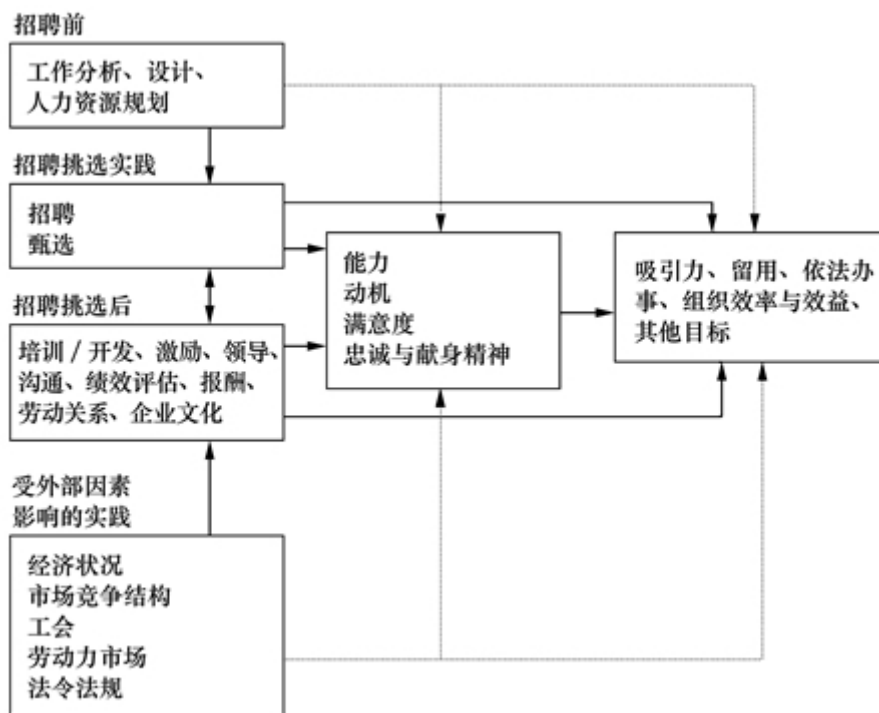 招聘前
工作分析、设计、
人力资源规划
招聘挑选实践
招聘
甄选
招聘挑选后
培训/开发、激励、领导、
沟通、绩效评估、报酬、
劳动关系、企业文化
受外部因素
影响的实践
经济状况
市场竞争结构
工会
劳动力市场
法令法规
能力
动机
满意度
忠诚与献身精神
吸引力、留用、依法办
事、组织效率与效益、
其他目标